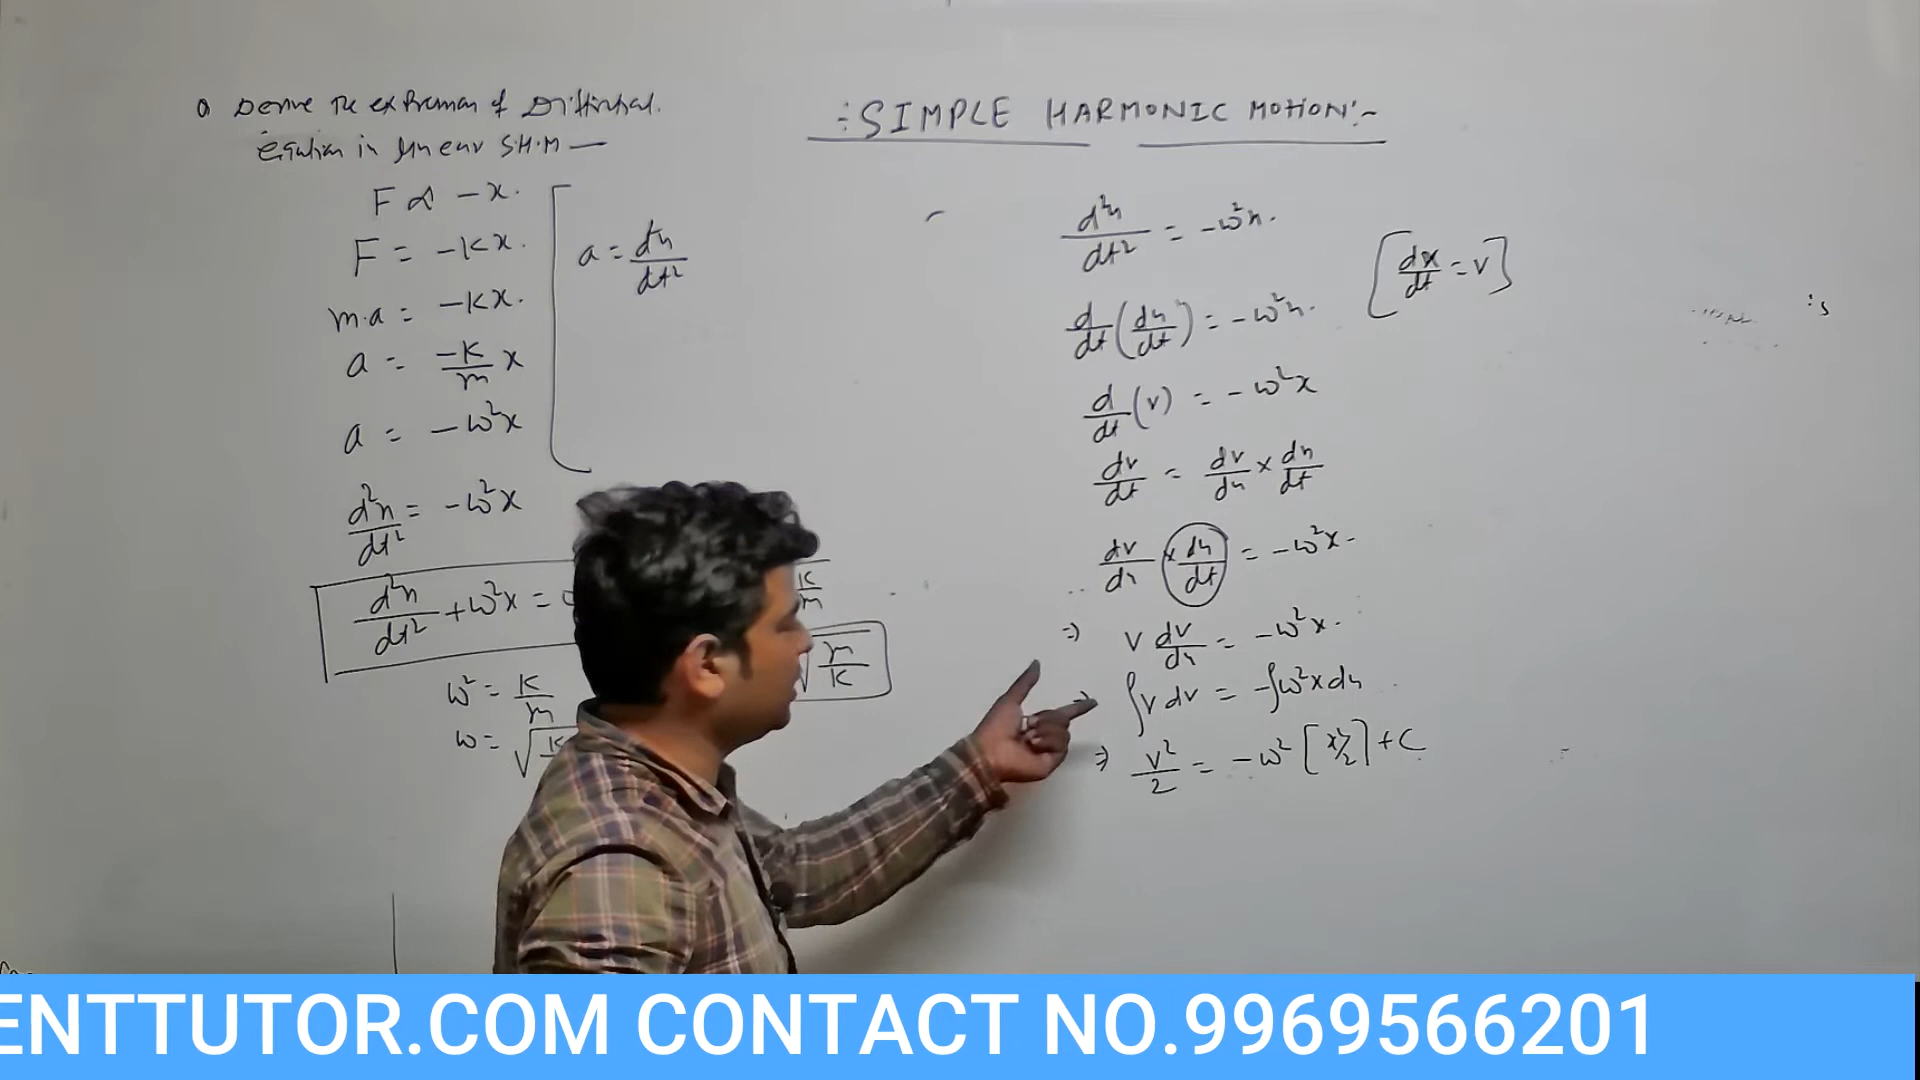 :SIMPLE HARMONIC MOTION:-
Q Derive the expression of Differential
equation in linear S.H.M —
F ∝ -x.
F = -kx.
m.a = -kx.
a = -k/m x
a = -ω²x
d²x/dt² = -ω²x
d²x/dt² + ω²x = 0
ω² = k/m
ω = √k
a = d²x/dt²
k/m
√m/k
d²x/dt² = -ω²x.
[dx/dt = v]
d/dt (dx/dt) = -ω²x.
d/dt (v) = -ω²x
dv/dt = dv/dx × dx/dt
dv/dx × dx/dt = -ω²x.
⇒ v dv/dx = -ω²x.
⇒ ∫v dv = -∫ω²x dx
⇒ v²/2 = -ω² [x²/2] + C
ENTTUTOR.COM CONTACT NO.9969566201